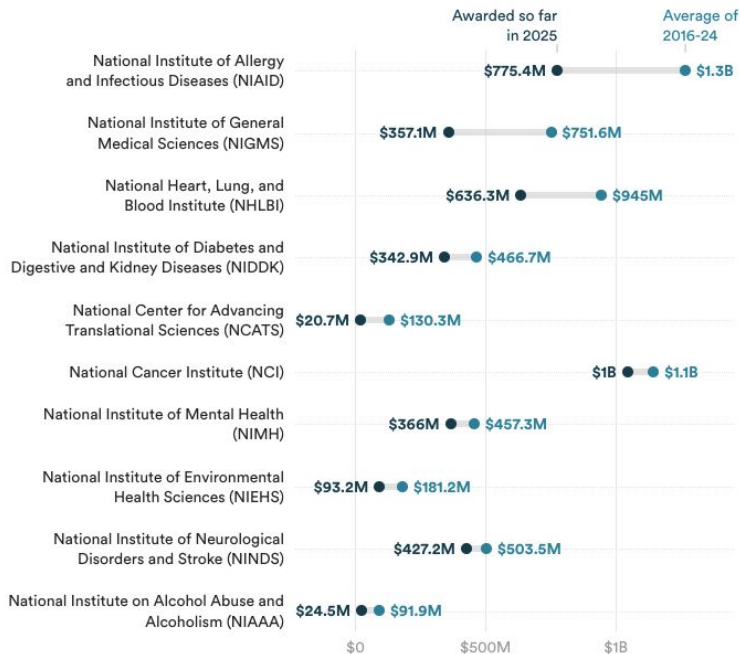 Awarded so far
in 2025
Average of
2016-24
National Institute of Allergy
and Infectious Diseases (NIAID)
$775.4M
$1.3B
National Institute of General
Medical Sciences (NIGMS)
$357.1M
$751.6M
National Heart, Lung, and
Blood Institute (NHLBI)
$636.3M
$945M
National Institute of Diabetes and
Digestive and Kidney Diseases (NIDDK)
$342.9M
$466.7M
National Center for Advancing
Translational Sciences (NCATS)
$20.7M
$130.3M
National Cancer Institute (NCI)
$1B
$1.1B
National Institute of Mental Health
(NIMH)
$366M
$457.3M
National Institute of Environmental
Health Sciences (NIEHS)
$93.2M
$181.2M
National Institute of Neurological
Disorders and Stroke (NINDS)
$427.2M
$503.5M
National Institute on Alcohol Abuse and
Alcoholism (NIAAA)
$24.5M
$91.9M
$0
$500M
$1B